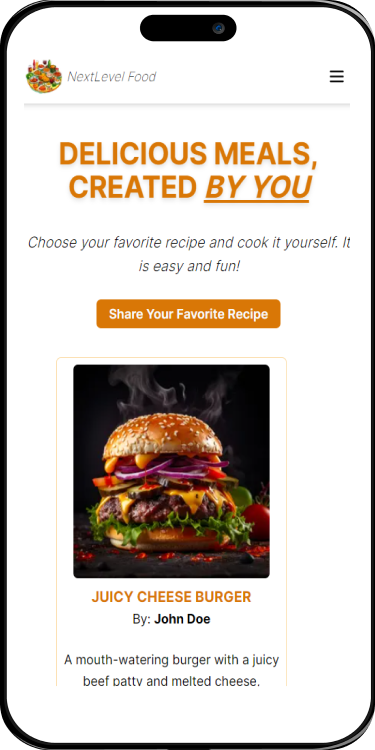 NextLevel Food
DELICIOUS MEALS,
CREATED BY YOU
Choose your favorite recipe and cook it yourself. It
is easy and fun!
Share Your Favorite Recipe
JUICY CHEESE BURGER
By: John Doe
A mouth-watering burger with a juicy
beef patty and melted cheese,